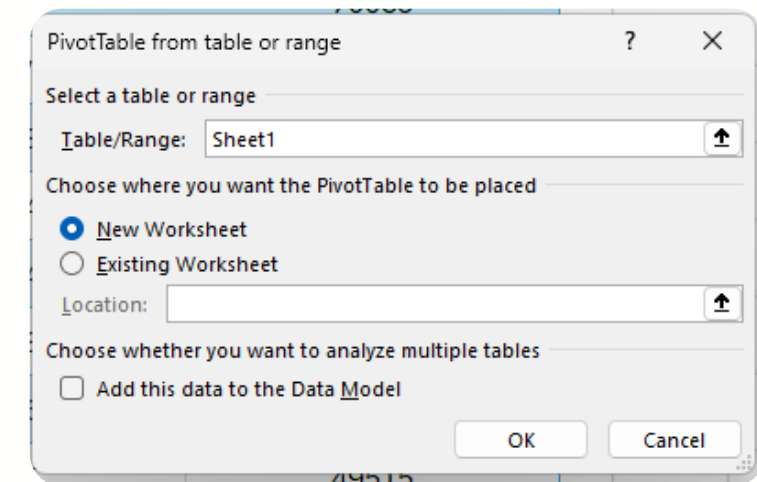 PivotTable from table or range ?
Select a table or range
Table/Range: Sheet1
Choose where you want the PivotTable to be placed
New Worksheet
Existing Worksheet
Location:
Choose whether you want to analyze multiple tables
Add this data to the Data Model
OK Cancel